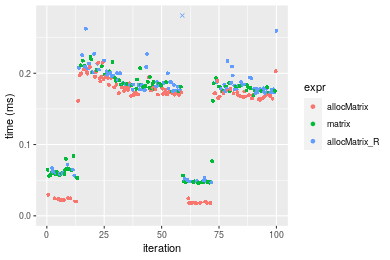 0.2
0.1
0.0
time (ms)
0
25
50
75
100
iteration
expr
allocMatrix
matrix
allocMatrix_R